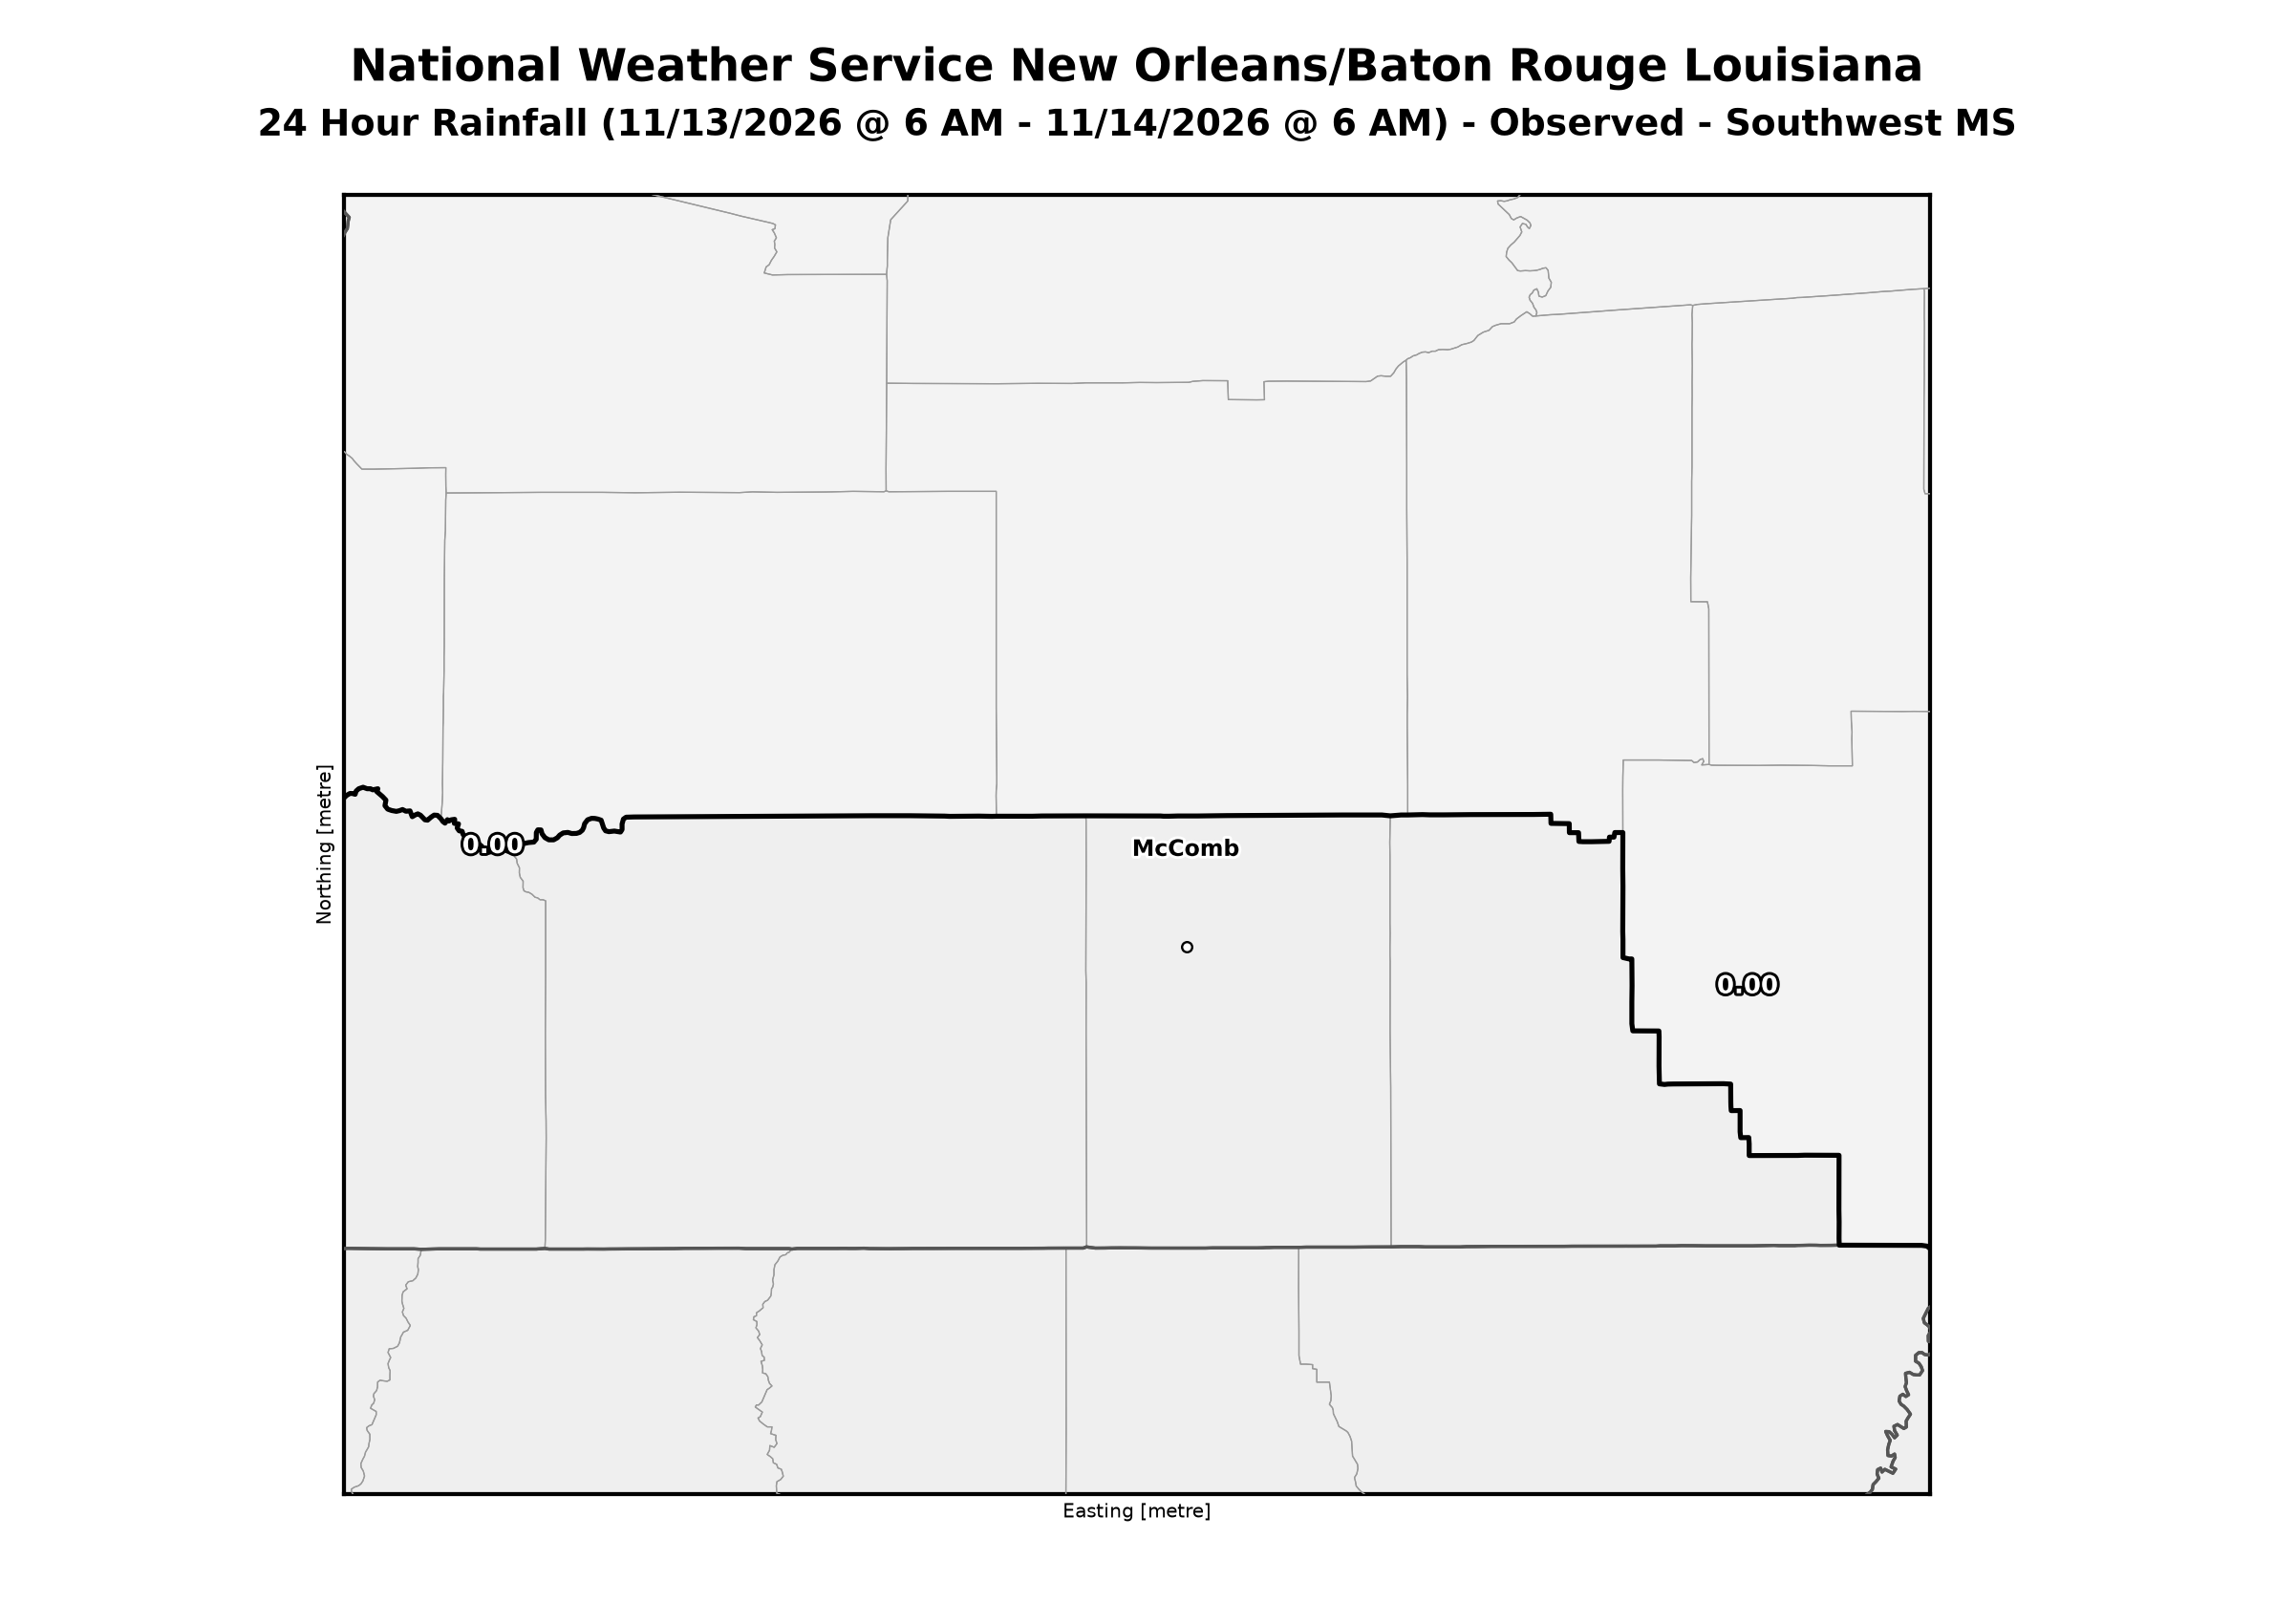 National Weather Service New Orleans/Baton Rouge Louisiana
24 Hour Rainfall (11/13/2026 @ 6 AM - 11/14/2026 @ 6 AM) - Observed - Southwest MS
Northing [metre]
0.00
McComb
0.00
Easting [metre]